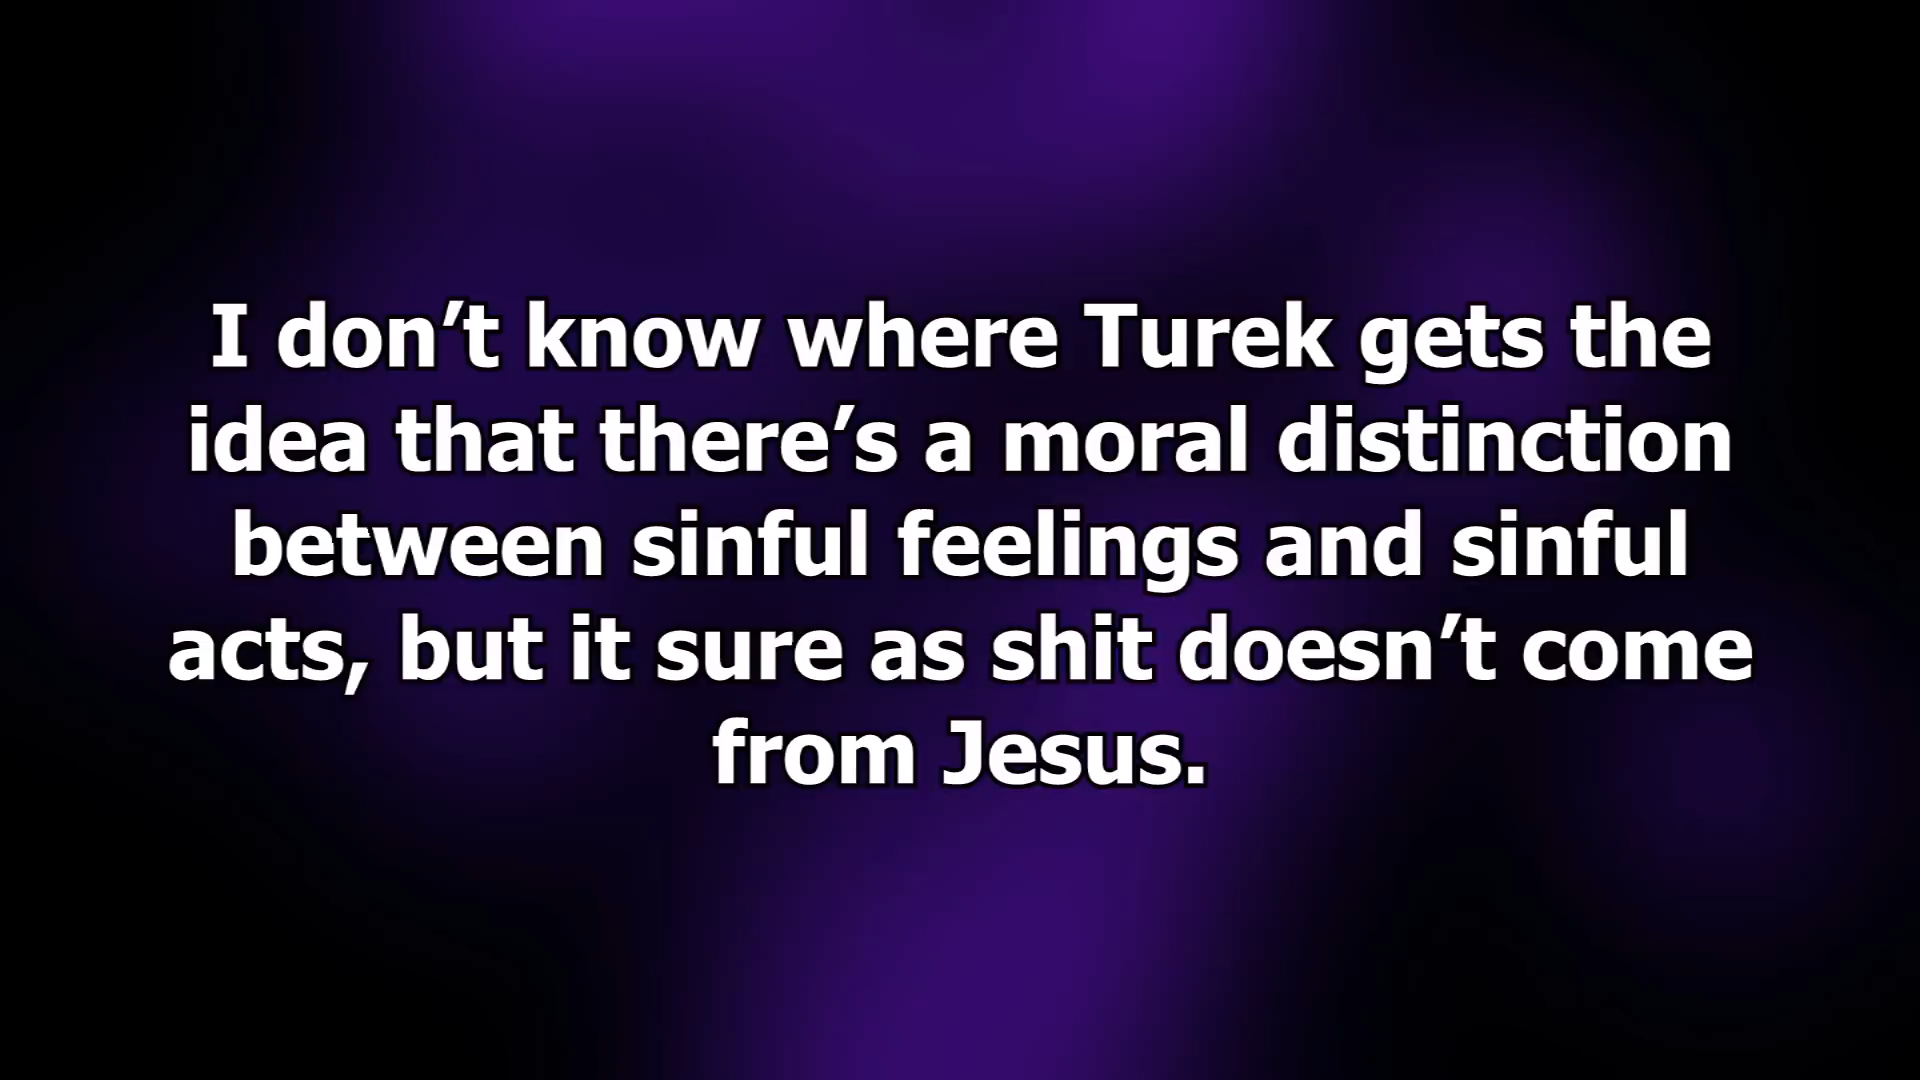 I don’t know where Turek gets the
idea that there’s a moral distinction
between sinful feelings and sinful
acts, but it sure as shit doesn’t come
from Jesus.